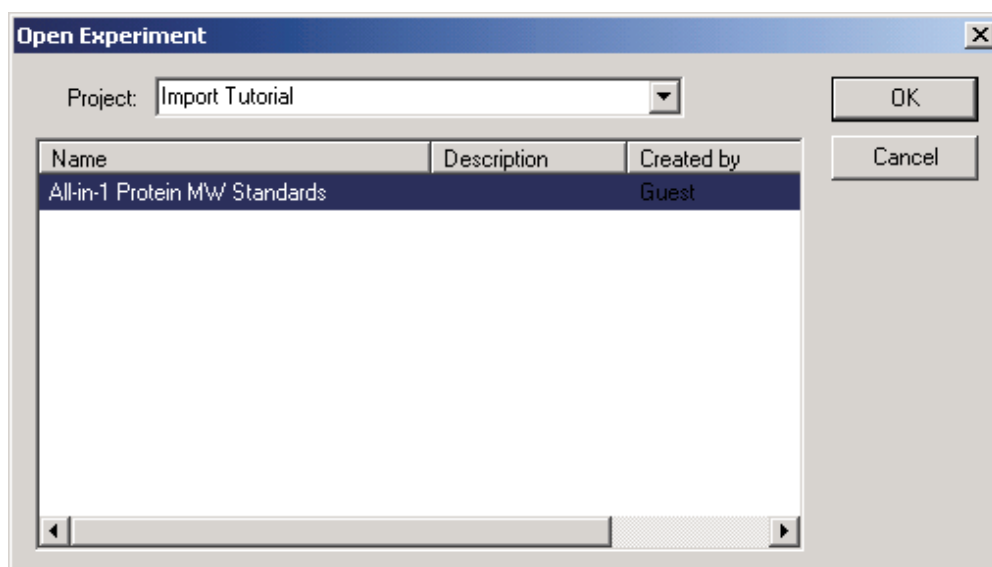 Open Experiment
Project: Import Tutorial
OK
Cancel
Name Description Created by
All-in-1 Protein MW Standards Guest